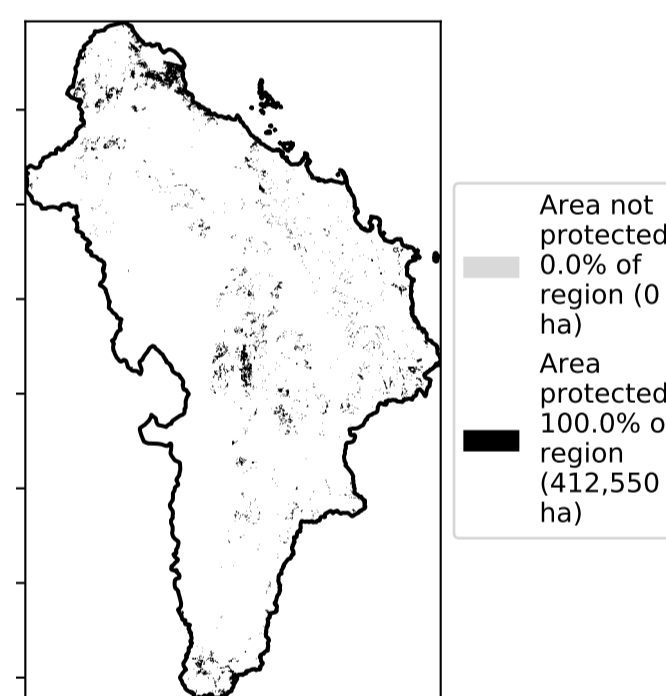 Area not
protected
0.0% of
region (0
ha)
Area
protected
100.0% o
region
(412,550
ha)